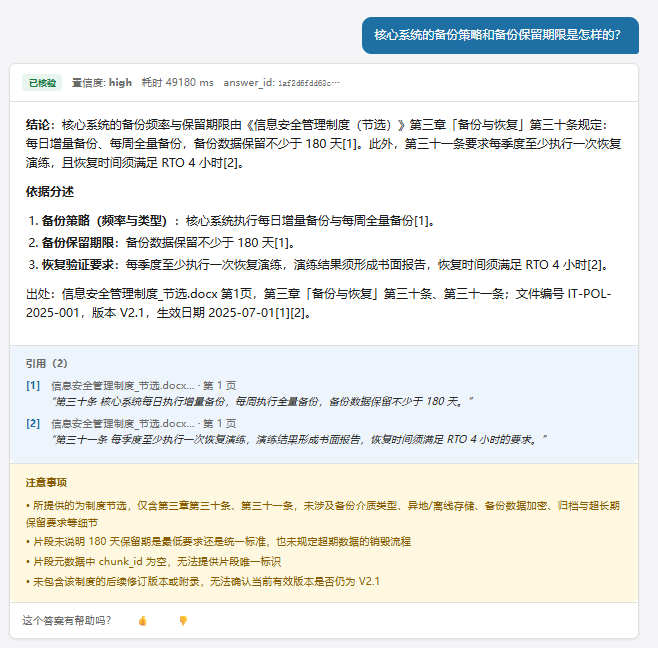 核心系统的备份策略和备份保留期限是怎样的？
已核验 置信度: high 耗时 49180 ms answer_id: 1af2d6fdd63c⋯
结论：核心系统的备份频率与保留期限由《信息安全管理制度（节选）》第三章「备份与恢复」第三十条规定：
每日增量备份、每周全量备份，备份数据保留不少于 180 天[1]。此外，第三十一条要求每季度至少执行一次恢复
演练，且恢复时间须满足 RTO 4 小时[2]。
依据分述
1. 备份策略（频率与类型）：核心系统执行每日增量备份与每周全量备份[1]。
2. 备份保留期限：备份数据保留不少于 180 天[1]。
3. 恢复验证要求：每季度至少执行一次恢复演练，演练结果须形成书面报告，恢复时间须满足 RTO 4 小时[2]。
出处：信息安全管理制度_节选.docx 第1页，第三章「备份与恢复」第三十条、第三十一条；文件编号 IT-POL-
2025-001，版本 V2.1，生效日期 2025-07-01[1][2]。
引用（2）
[1] 信息安全管理制度_节选.docx... · 第 1 页
“第三十条 核心系统每日执行增量备份，每周执行全量备份，备份数据保留不少于 180 天。”
[2] 信息安全管理制度_节选.docx... · 第 1 页
“第三十一条 每季度至少执行一次恢复演练，演练结果形成书面报告，恢复时间须满足 RTO 4 小时的要求。”
注意事项
• 所提供的为制度节选，仅含第三章第三十条、第三十一条，未涉及备份介质类型、异地/离线存储、备份数据加密、归档与超长期
保留要求等细节
• 片段未说明 180 天保留期是最低要求还是统一标准，也未规定超期数据的销毁流程
• 片段元数据中 chunk_id 为空，无法提供片段唯一标识
• 未包含该制度的后续修订版本或附录，无法确认当前有效版本是否仍为 V2.1
这个答案有帮助吗？